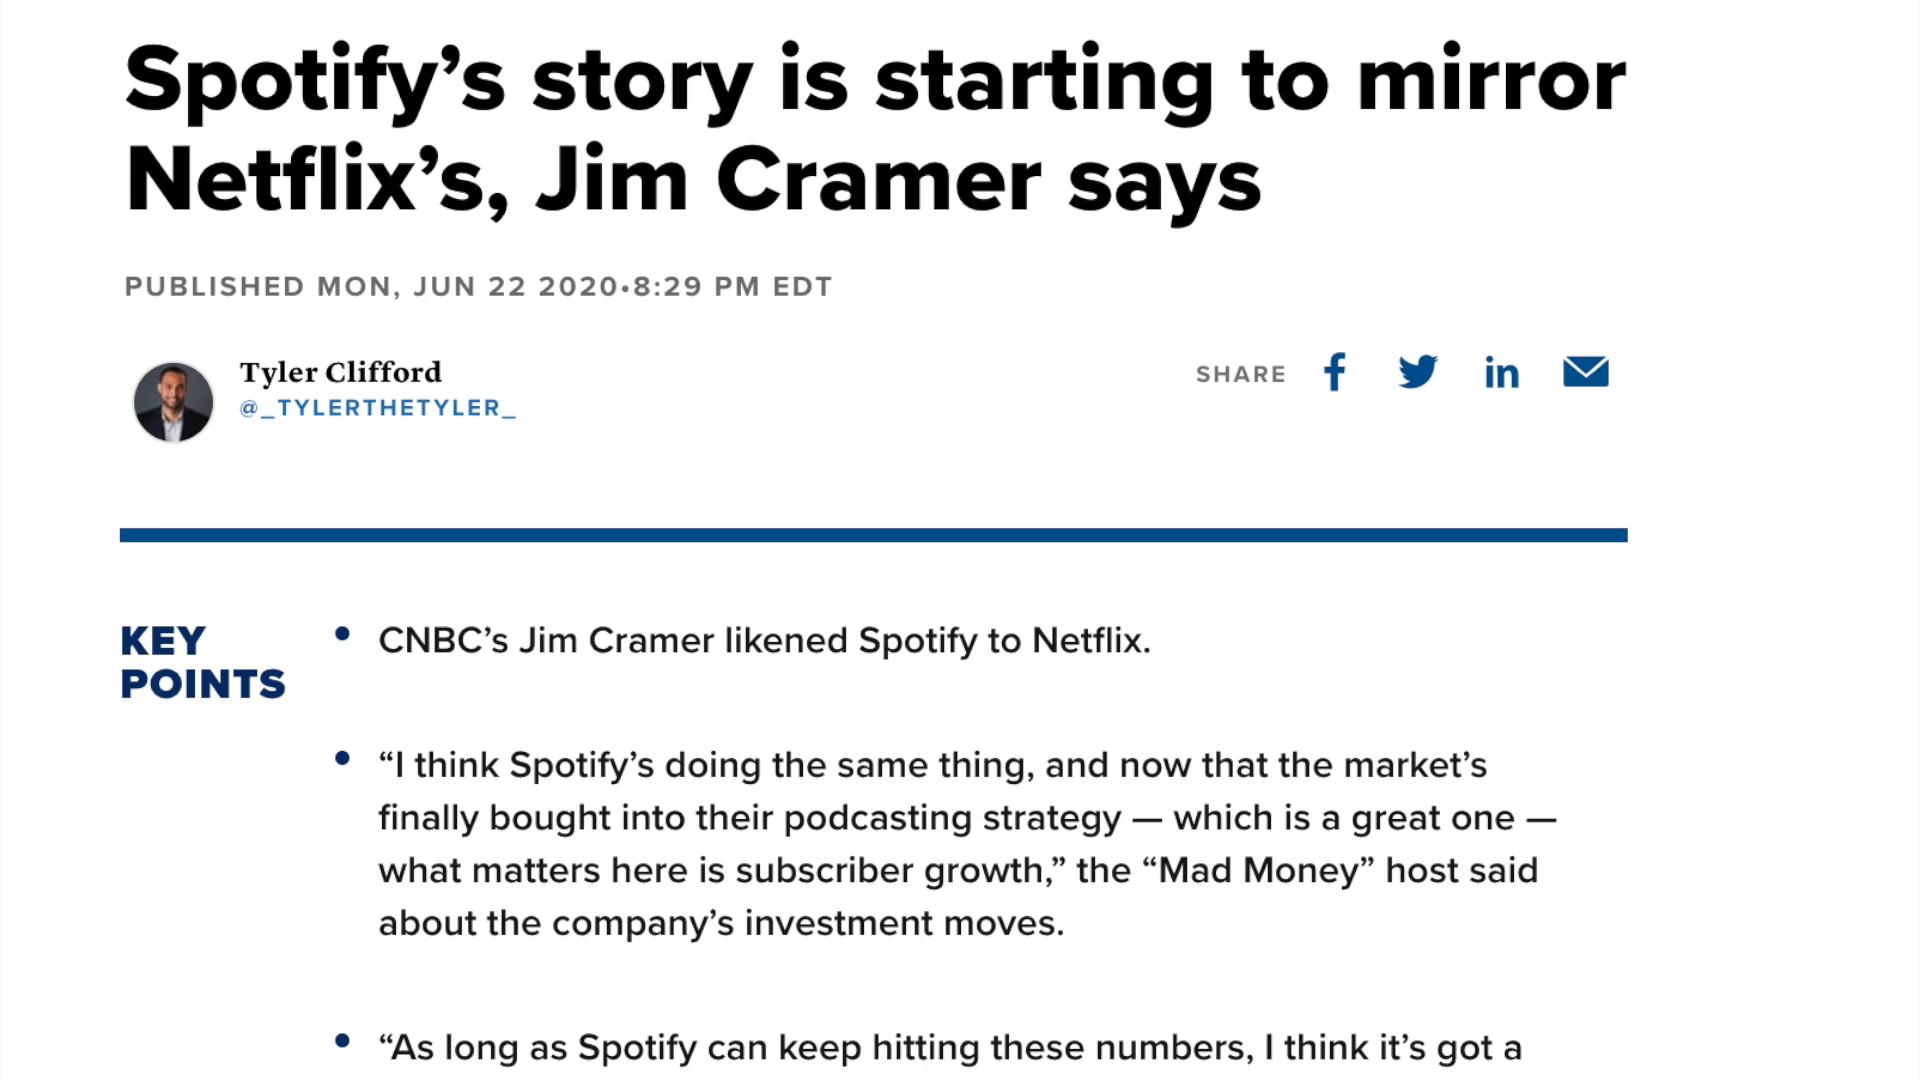 Spotify’s story is starting to mirror
Netflix’s, Jim Cramer says
PUBLISHED MON, JUN 22 2020•8:29 PM EDT
Tyler Clifford
@_TYLERTHETYLER_
SHARE
KEY
POINTS
• CNBC’s Jim Cramer likened Spotify to Netflix.
• “I think Spotify’s doing the same thing, and now that the market’s
finally bought into their podcasting strategy — which is a great one —
what matters here is subscriber growth,” the “Mad Money” host said
about the company’s investment moves.
• “As long as Spotify can keep hitting these numbers, I think it’s got a